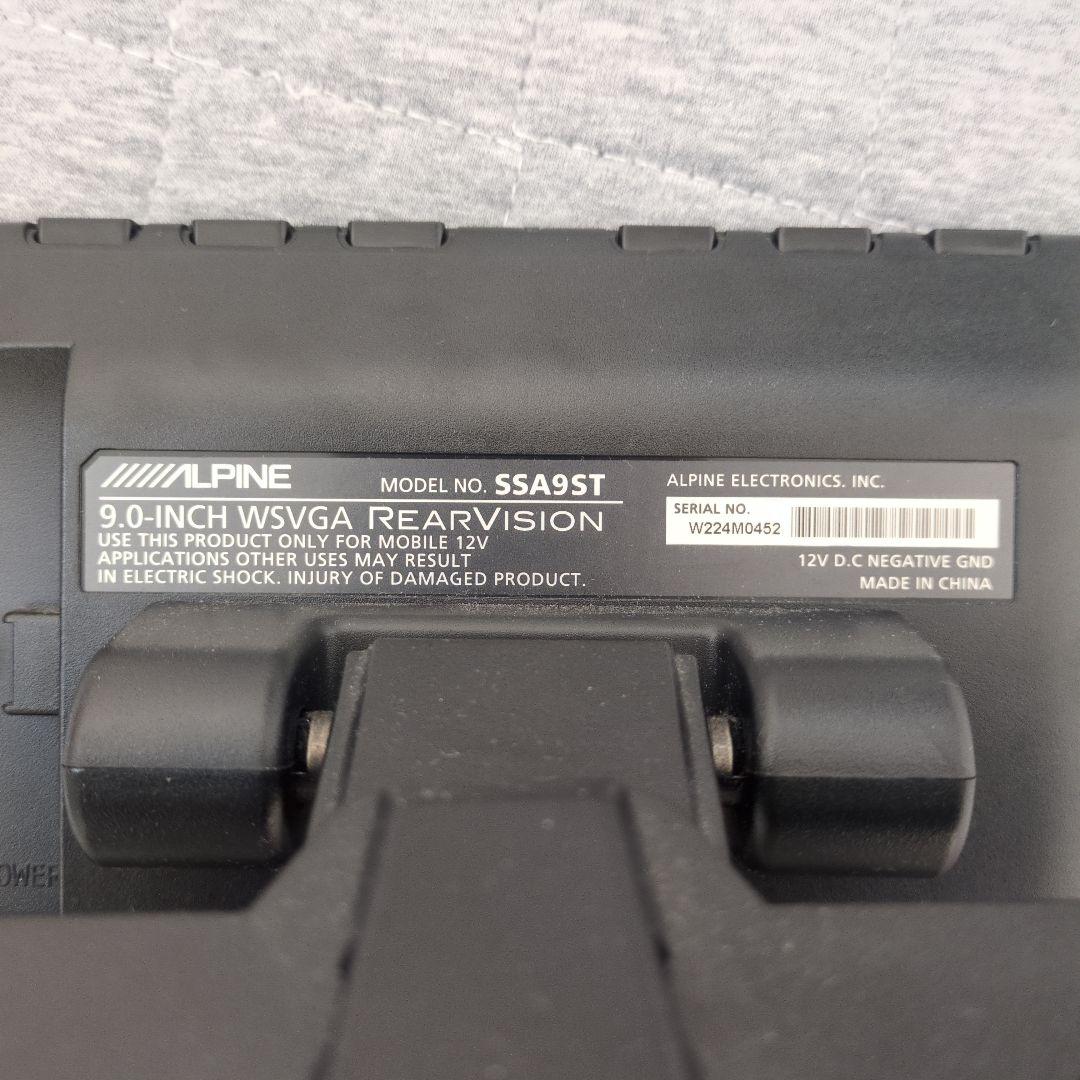 ALPINE
MODEL NO. SSA9ST
9.0-INCH WSVGA REARVISION
USE THIS PRODUCT ONLY FOR MOBILE 12V
APPLICATIONS OTHER USES MAY RESULT
IN ELECTRIC SHOCK. INJURY OF DAMAGED PRODUCT.
ALPINE ELECTRONICS. INC.
SERIAL NO.
W224M0452
12V D.C NEGATIVE GND
MADE IN CHINA
OWER